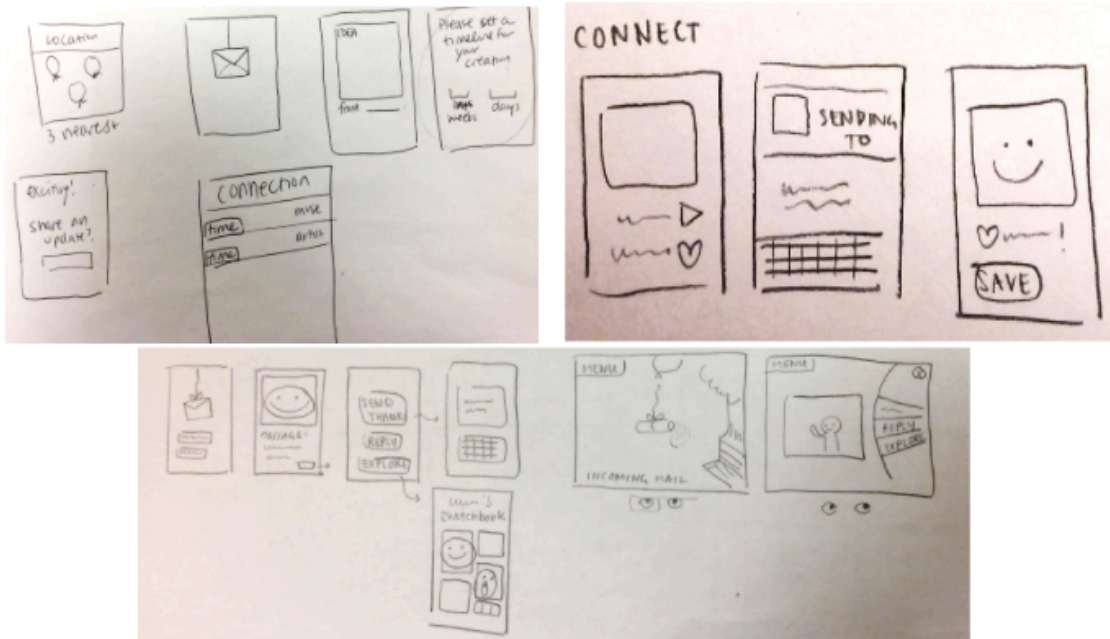 Location
3 nearest
IDEA
from
Please set a
timeline for
your
creation
weeks
days
exciting!
share an
update?
connection
time
muse
time
artist
CONNECT
SENDING
TO
SAVE
SEND
THANKS
REPLY
EXPLORE
MESSAGE:
Sketchbook
MENU
INCOMING MAIL
MENU
REPLY
EXPLORE